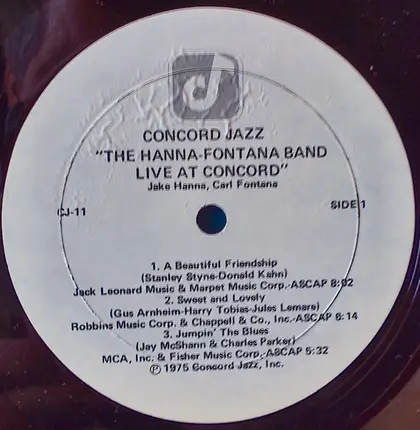 CONCORD JAZZ
"THE HANNA-FONTANA BAND
LIVE AT CONCORD"
Jake Hanna, Carl Fontana
CJ-11
SIDE 1
1. A Beautiful Friendship
(Stanley Styne-Donald Kahn)
Jack Leonard Music & Marpet Music Corp.-ASCAP 8:02
2. Sweet and Lovely
(Gus Arnheim-Harry Tobias-Jules Lemare)
Robbins Music Corp. & Chappell & Co., Inc.-ASCAP 8:14
3. Jumpin' The Blues
(Jay McShann & Charles Parker)
MCA, Inc. & Fisher Music Corp.-ASCAP 5:32
℗ 1975 Concord Jazz, Inc.